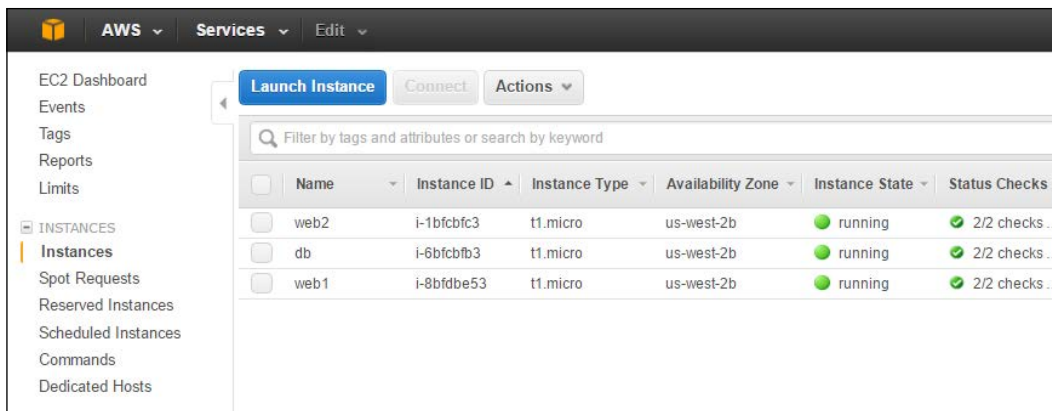 AWS Services Edit
EC2 Dashboard
Events
Tags
Reports
Limits
INSTANCES
Instances
Spot Requests
Reserved Instances
Scheduled Instances
Commands
Dedicated Hosts
Launch Instance Connect Actions
Filter by tags and attributes or search by keyword
Name Instance ID Instance Type Availability Zone Instance State Status Checks
web2 i-1bfcbfc3 t1.micro us-west-2b running 2/2 checks ..
db i-6bfcbfb3 t1.micro us-west-2b running 2/2 checks ..
web1 i-8bfdbe53 t1.micro us-west-2b running 2/2 checks ..